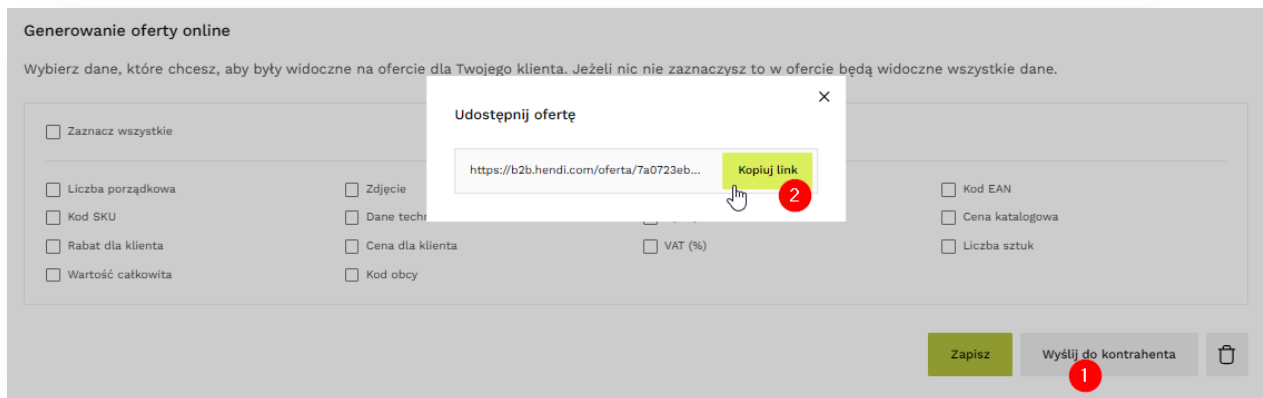 Generowanie oferty online
Wybierz dane, które chcesz, aby były widoczne na ofercie dla Twojego klienta. Jeżeli nic nie zaznaczysz to w ofercie będą widoczne wszystkie dane.
Udostępnij ofertę
https://b2b.hendi.com/oferta/7a0723eb... Kopiuj link
2
Zaznacz wszystkie
Liczba porządkowa Zdjęcie Kod EAN
Kod SKU Dane Cena katalogowa
Rabat dla klienta Cena dla klienta VAT (%) Liczba sztuk
Wartość całkowita Kod obcy
Zapisz Wyślij do kontrahenta
1